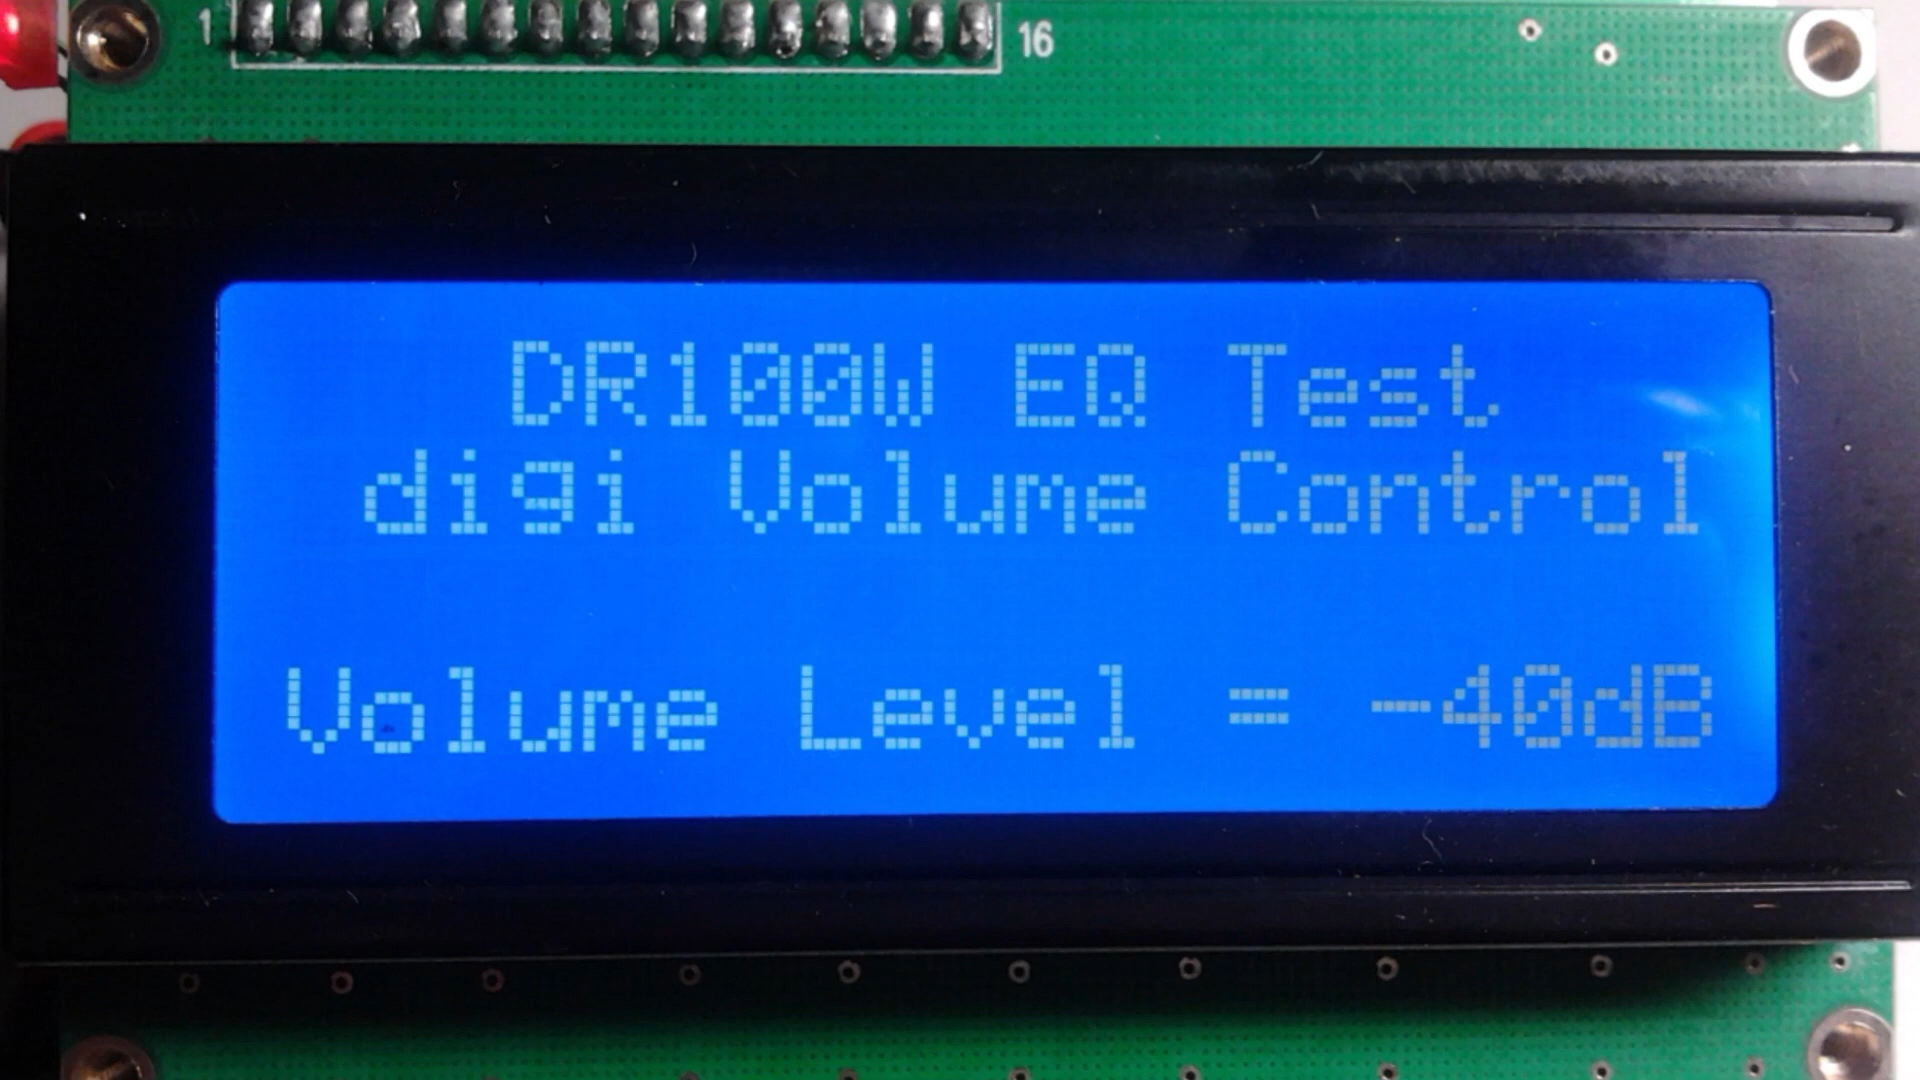 1 16
DR100W EQ Test
digi Volume Control
Volume Level = -40dB